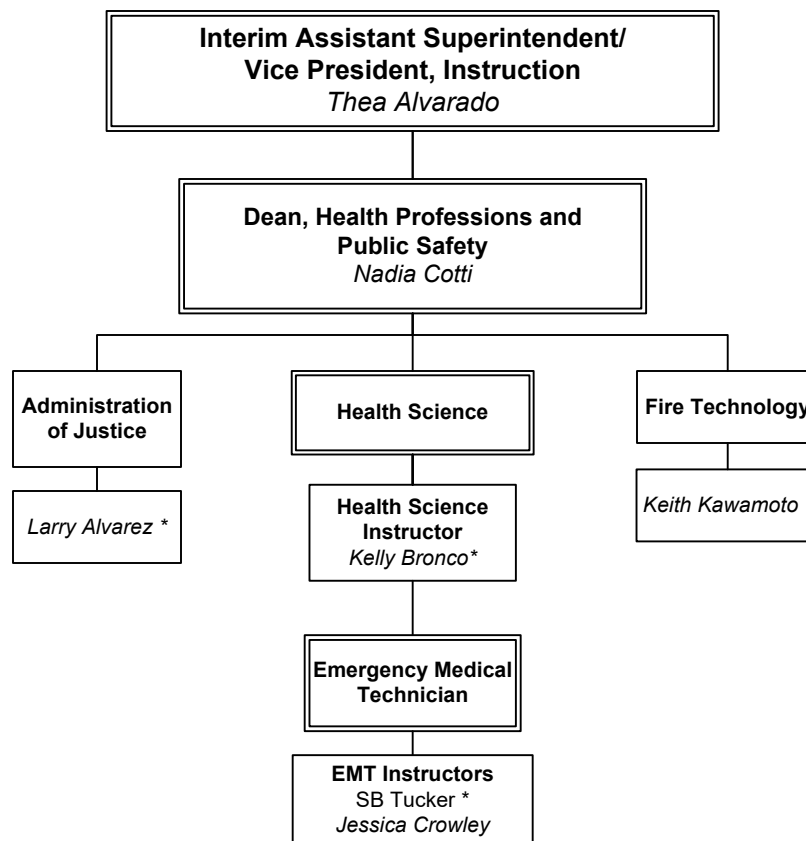 Interim Assistant Superintendent/
Vice President, Instruction
Thea Alvarado
Dean, Health Professions and
Public Safety
Nadia Cotti
Administration
of Justice
Larry Alvarez *
Health Science
Health Science
Instructor
Kelly Bronco*
Emergency Medical
Technician
EMT Instructors
SB Tucker *
Jessica Crowley
Fire Technology
Keith Kawamoto